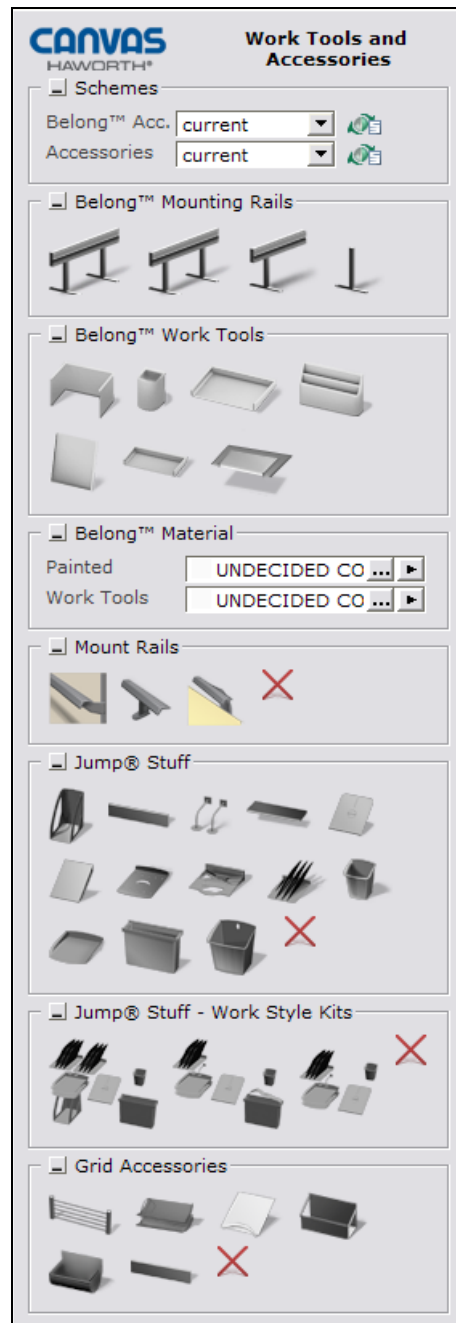 CANVAS
HAWORTH®
Work Tools and
Accessories
Schemes
Belong™ Acc. current
Accessories current
Belong™ Mounting Rails
Belong™ Work Tools
Belong™ Material
Painted UNDECIDED CO ...
Work Tools UNDECIDED CO ...
Mount Rails
Jump® Stuff
Jump® Stuff - Work Style Kits
Grid Accessories